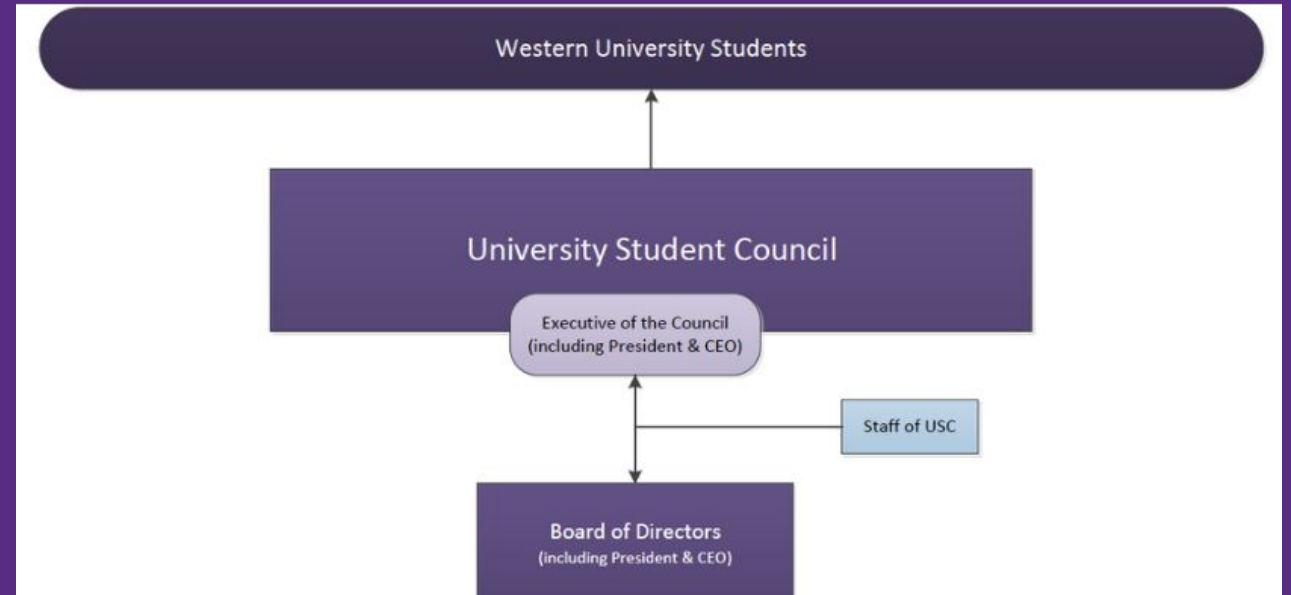 Western University Students
University Student Council
Executive of the Council
(including President & CEO)
Staff of USC
Board of Directors
(including President & CEO)